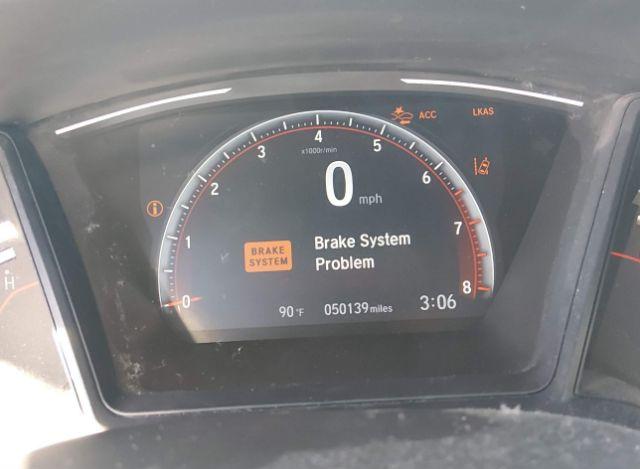 ACC
LKAS
4
3
5
x1000r/min
2
6
0 mph
1
7
BRAKE
SYSTEM
Brake System
Problem
0
8
90 °F
050139 miles
3:06
H